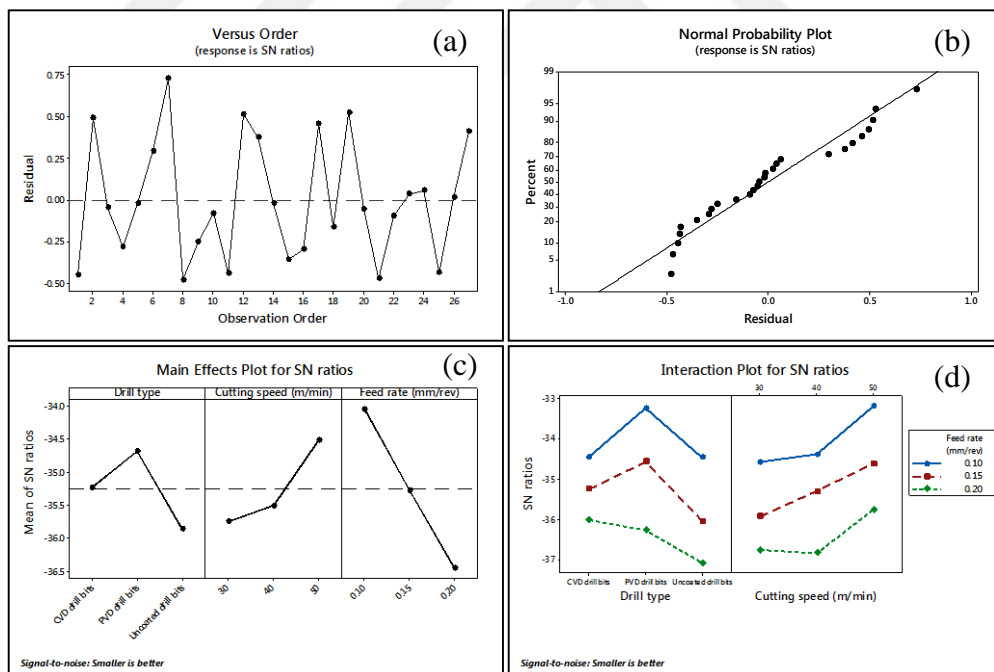 Versus Order
(response is SN ratios)
(a)
0.75
0.50
0.25
0.00
-0.25
-0.50
Residual
2 4 6 8 10 12 14 16 18 20 22 24 26
Observation Order
Normal Probability Plot
(response is SN ratios)
(b)
99
95
90
80
70
60
50
40
30
20
10
5
1
Percent
-1.0 -0.5 0.0 0.5 1.0
Residual
Main Effects Plot for SN ratios
(c)
Drill type Cutting speed (m/min) Feed rate (mm/rev)
-34.0
-34.5
-35.0
-35.5
-36.0
-36.5
Mean of SN ratios
CVD drill bits PVD drill bits Uncoated drill bits 30 40 50 0.10 0.15 0.20
Signal-to-noise: Smaller is better
Interaction Plot for SN ratios
(d)
30 40 50
-33
-34
-35
-36
-37
SN ratios
Feed rate
(mm/rev)
0.10
0.15
0.20
CVD drill bits PVD drill bits Uncoated drill bits
Drill type Cutting speed (m/min)
Signal-to-noise: Smaller is better